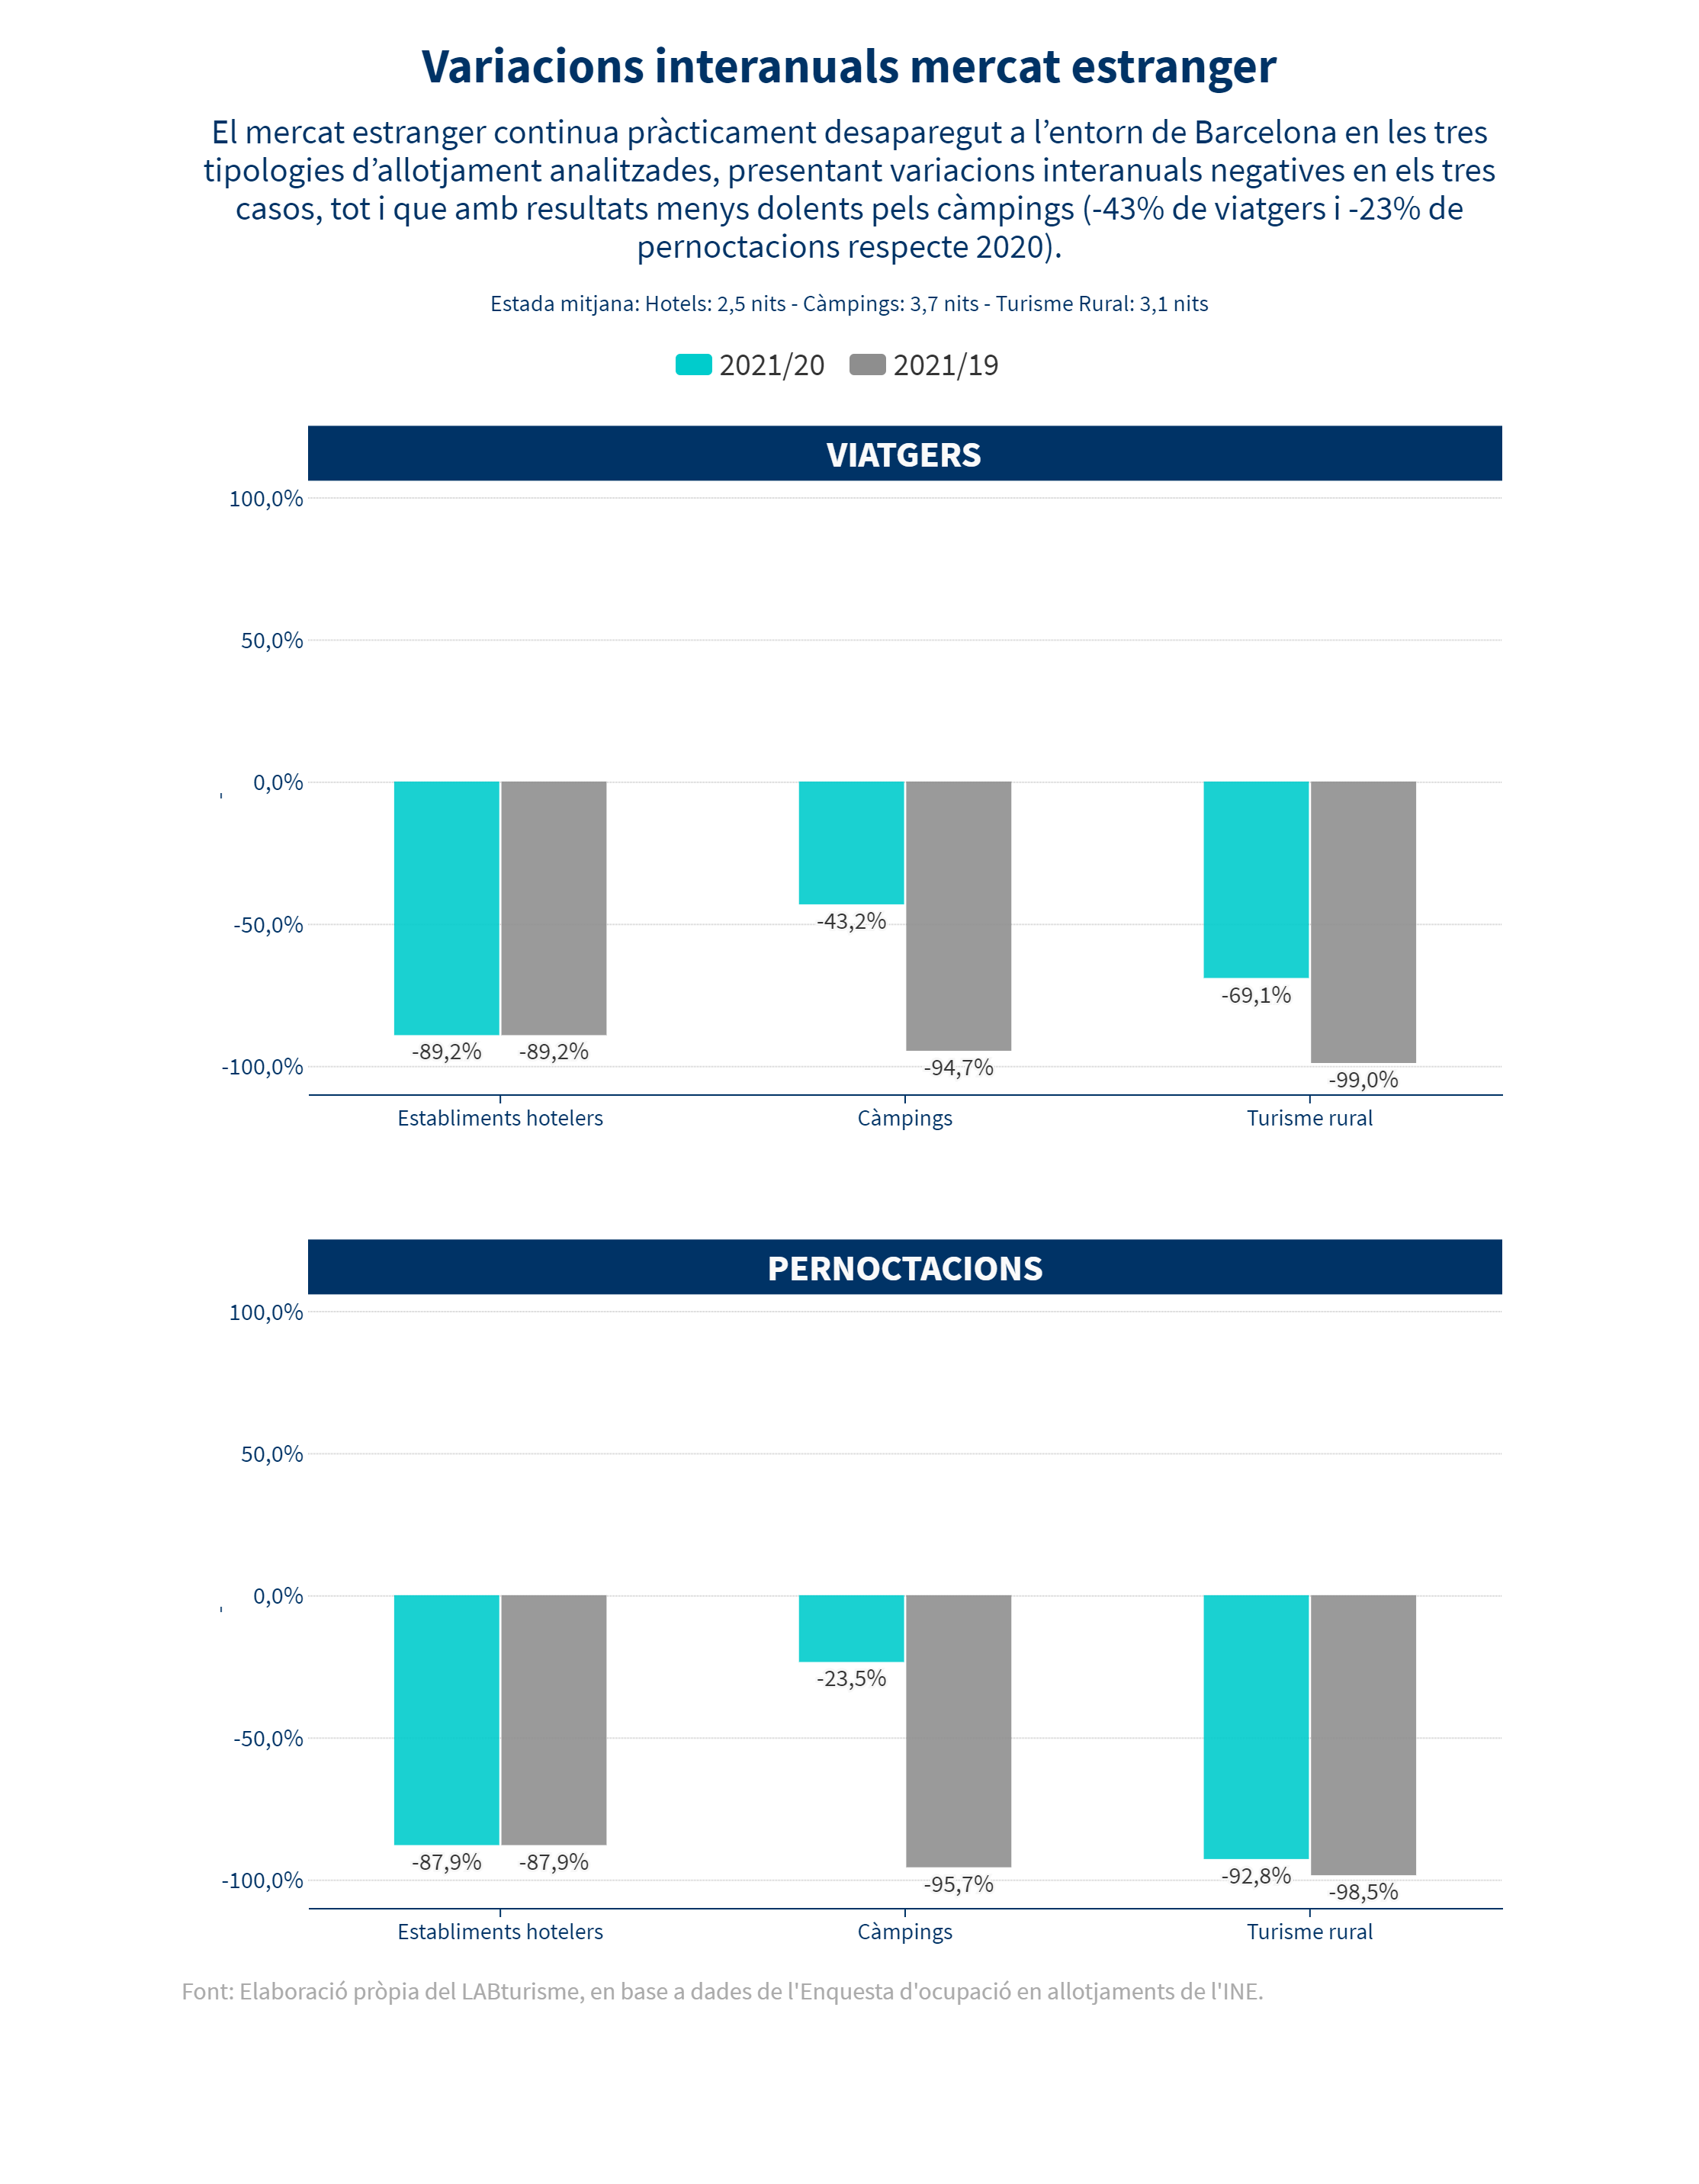 Variacions interanuals mercat estranger
El mercat estranger continua pràcticament desaparegut a l’entorn de Barcelona en les tres
tipologies d’allotjament analitzades, presentant variacions interanuals negatives en els tres
casos, tot i que amb resultats menys dolents pels càmpings (-43% de viatgers i -23% de
pernoctacions respecte 2020).
Estada mitjana: Hotels: 2,5 nits - Càmpings: 3,7 nits - Turisme Rural: 3,1 nits
2021/20 2021/19
VIATGERS
100,0%
50,0%
0,0%
-50,0%
-100,0%
-89,2% -89,2%
-43,2%
-94,7%
-69,1%
-99,0%
Establiments hotelers Càmpings Turisme rural
PERNOCTACIONS
100,0%
50,0%
0,0%
-50,0%
-100,0%
-87,9% -87,9%
-23,5%
-95,7%
-92,8%
-98,5%
Establiments hotelers Càmpings Turisme rural
Font: Elaboració pròpia del LABturisme, en base a dades de l'Enquesta d'ocupació en allotjaments de l'INE.